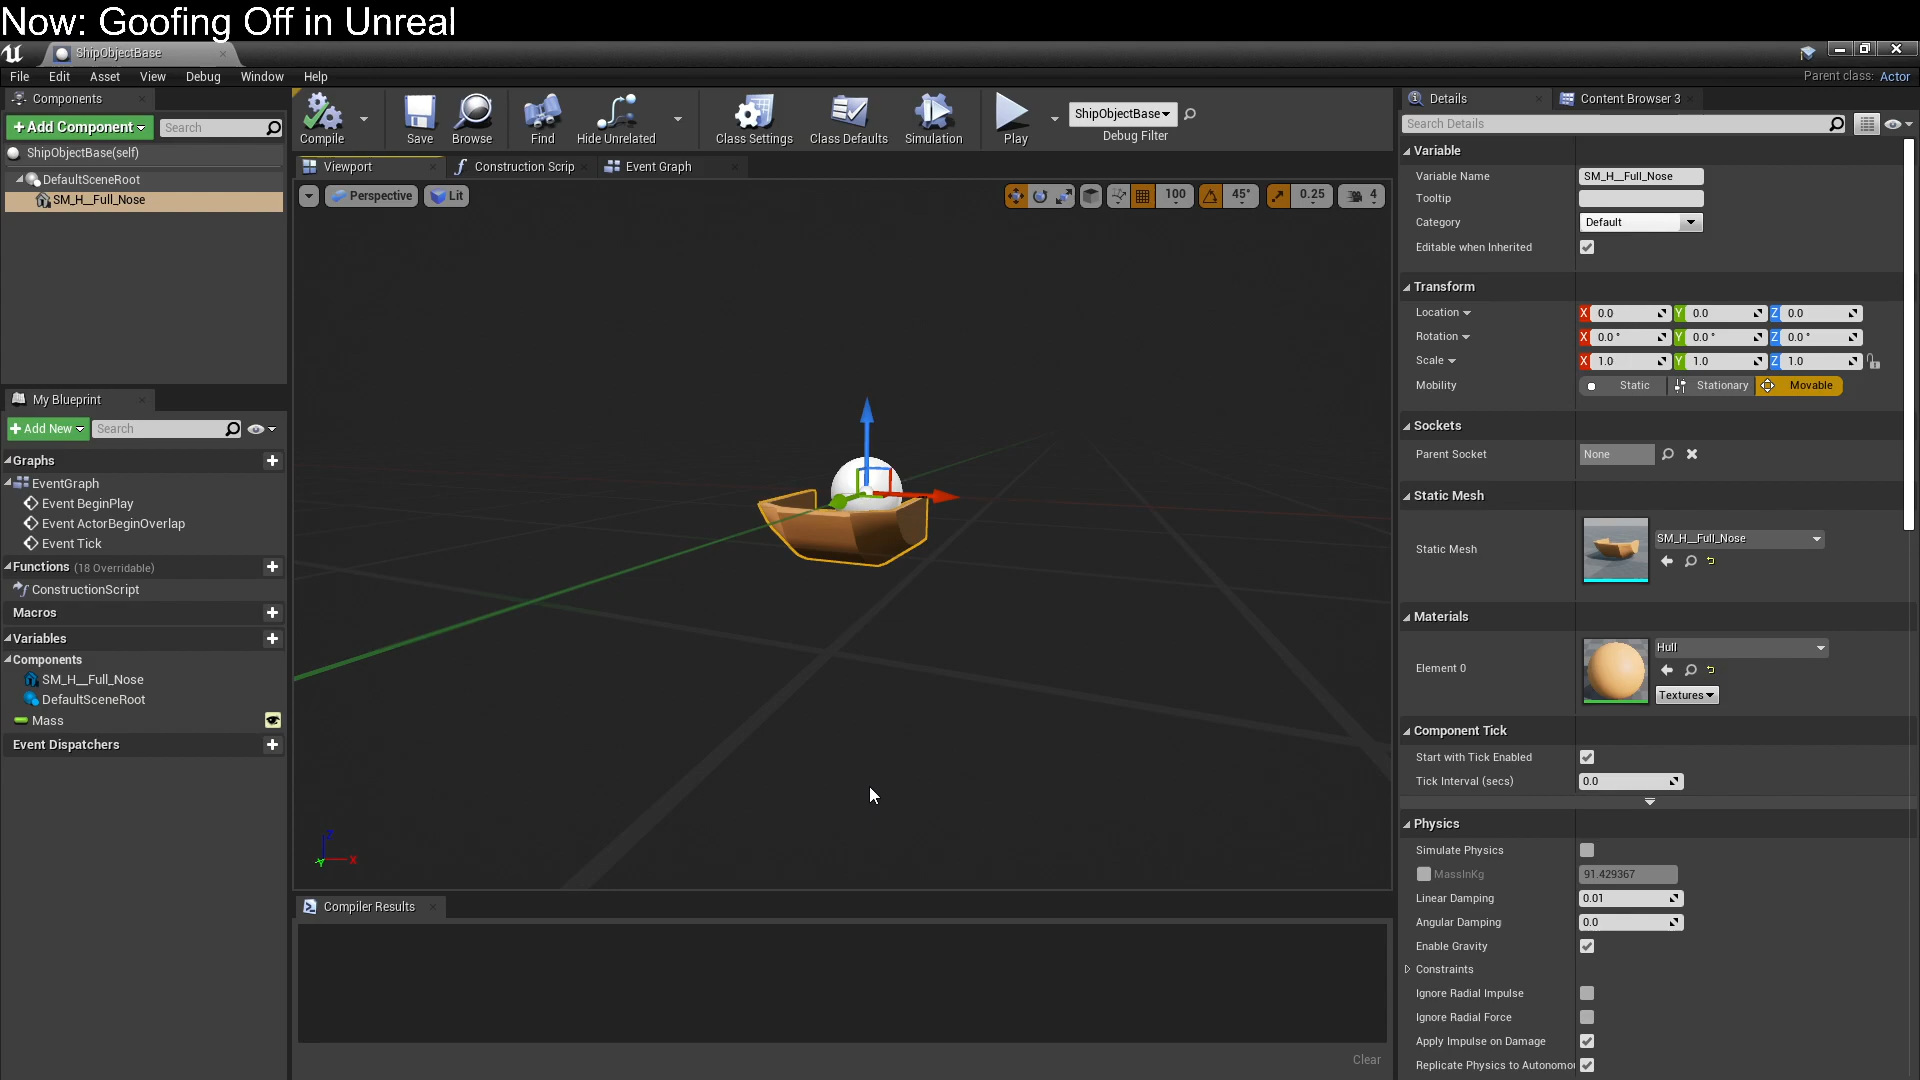 Now: Goofing Off in Unreal
ShipObjectBase
File Edit Asset View Debug Window Help
Parent class: Actor
Components
+Add Component
Search
ShipObjectBase(self)
DefaultSceneRoot
SM_H__Full_Nose
Compile
Save
Browse
Find
Hide Unrelated
Class Settings
Class Defaults
Simulation
Play
ShipObjectBase
Debug Filter
Viewport
Construction Scrip
Event Graph
Perspective
Lit
100
45°
0.25
4
X
Z
My Blueprint
+Add New
Search
Graphs
EventGraph
Event BeginPlay
Event ActorBeginOverlap
Event Tick
Functions (18 Overridable)
ConstructionScript
Macros
Variables
Components
SM_H__Full_Nose
DefaultSceneRoot
Mass
Event Dispatchers
Compiler Results
Clear
Details
Content Browser 3
Search Details
Variable
Variable Name SM_H__Full_Nose
Tooltip
Category Default
Editable when Inherited
Transform
Location X 0.0 Y 0.0 Z 0.0
Rotation X 0.0 ° Y 0.0 ° Z 0.0 °
Scale X 1.0 Y 1.0 Z 1.0
Mobility Static Stationary Movable
Sockets
Parent Socket None
Static Mesh
Static Mesh SM_H__Full_Nose
Materials
Element 0 Hull
Textures
Component Tick
Start with Tick Enabled
Tick Interval (secs) 0.0
Physics
Simulate Physics
MassInKg 91.429367
Linear Damping 0.01
Angular Damping 0.0
Enable Gravity
Constraints
Ignore Radial Impulse
Ignore Radial Force
Apply Impulse on Damage
Replicate Physics to Autonomo